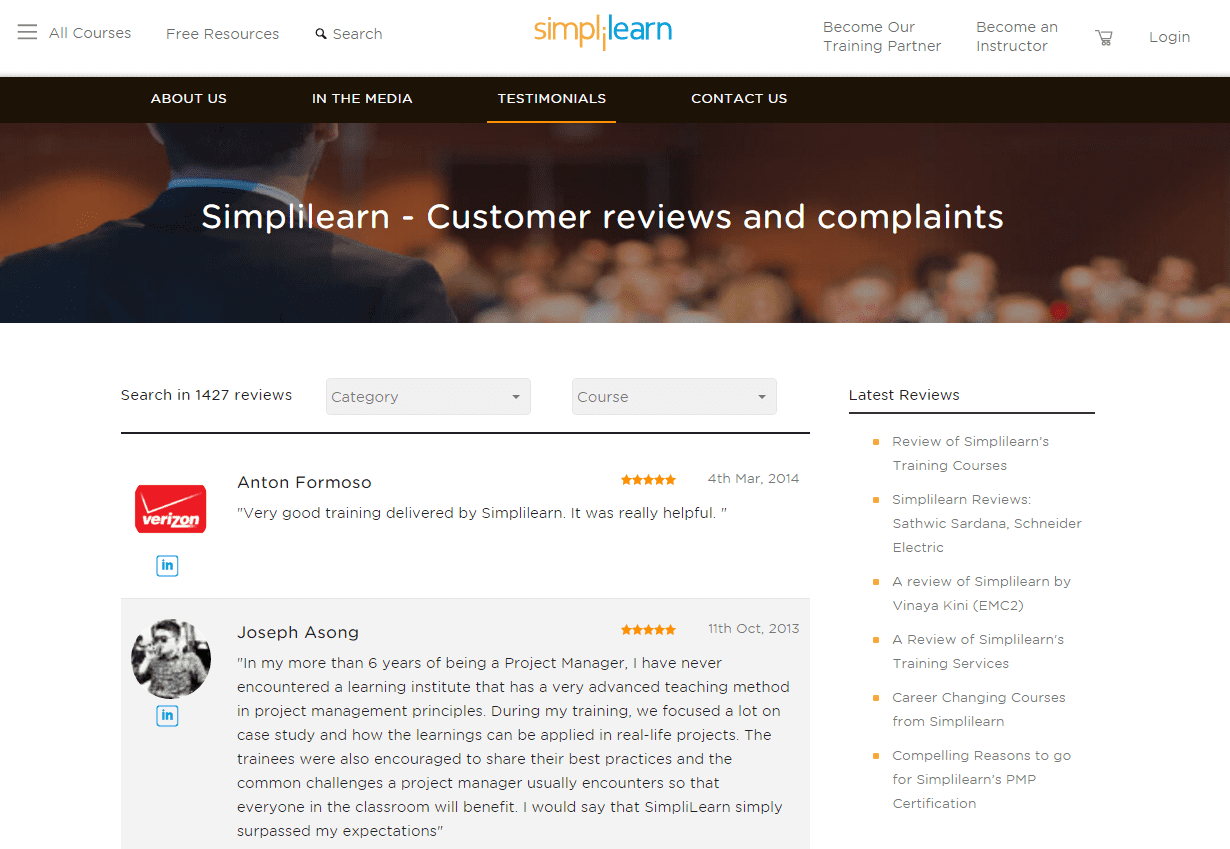 All Courses
Free Resources
Search
simplilearn
Become Our
Training Partner
Become an
Instructor
Login
ABOUT US
IN THE MEDIA
TESTIMONIALS
CONTACT US
Simplilearn - Customer reviews and complaints
Search in 1427 reviews
Category
Course
Anton Formoso
4th Mar, 2014
"Very good training delivered by Simplilearn. It was really helpful. "
verizon
in
Joseph Asong
11th Oct, 2013
"In my more than 6 years of being a Project Manager, I have never
encountered a learning institute that has a very advanced teaching method
in project management principles. During my training, we focused a lot on
case study and how the learnings can be applied in real-life projects. The
trainees were also encouraged to share their best practices and the
common challenges a project manager usually encounters so that
everyone in the classroom will benefit. I would say that SimpliLearn simply
surpassed my expectations"
in
Latest Reviews
Review of Simplilearn's
Training Courses
Simplilearn Reviews:
Sathwic Sardana, Schneider
Electric
A review of Simplilearn by
Vinaya Kini (EMC2)
A Review of Simplilearn's
Training Services
Career Changing Courses
from Simplilearn
Compelling Reasons to go
for Simplilearn's PMP
Certification